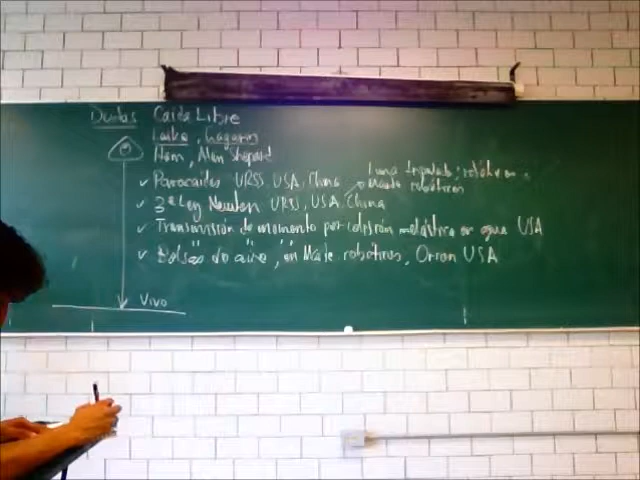 Dudas Caída Libre
Laika, Gagarin
Ham, Alan Shepard
✓ Paracaídas URSS, USA, China
Luna tripulado; robótico en
Marte robóticos
✓ 3ª Ley Newton URSS, USA, China
✓ Transmisión de momento por colisión inelástica en agua USA
✓ Bolsas de aire, en Marte robóticos, Orion USA
Vivo